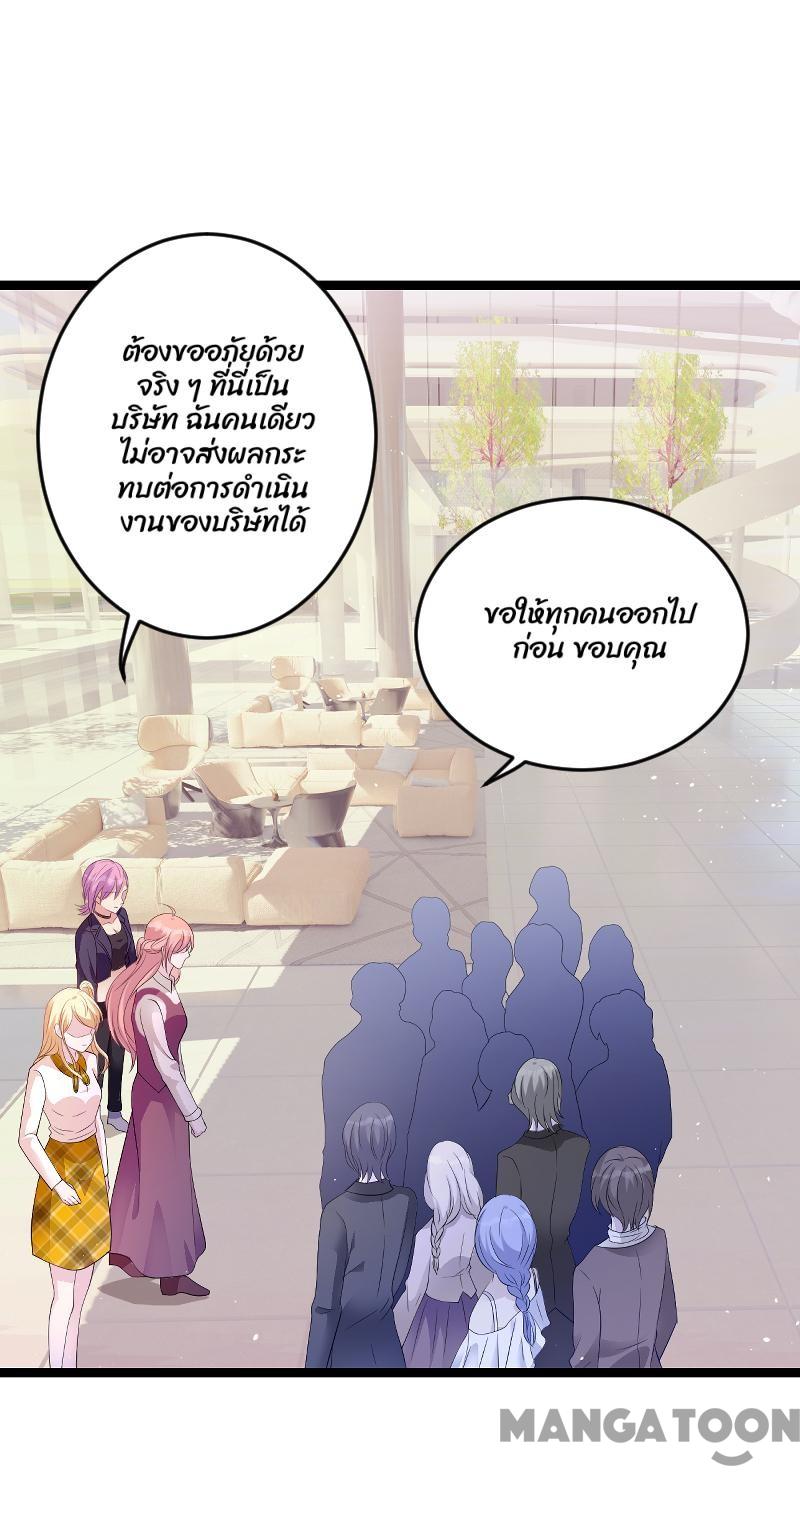 ต้องขออภัยด้วย
จริง ๆ ที่นี่เป็น
บริษัท ฉันคนเดียว
ไม่อาจส่งผลกระ
ทบต่อการดำเนิน
งานของบริษัทได้
ขอให้ทุกคนออกไป
ก่อน ขอบคุณ
MANGA TOON